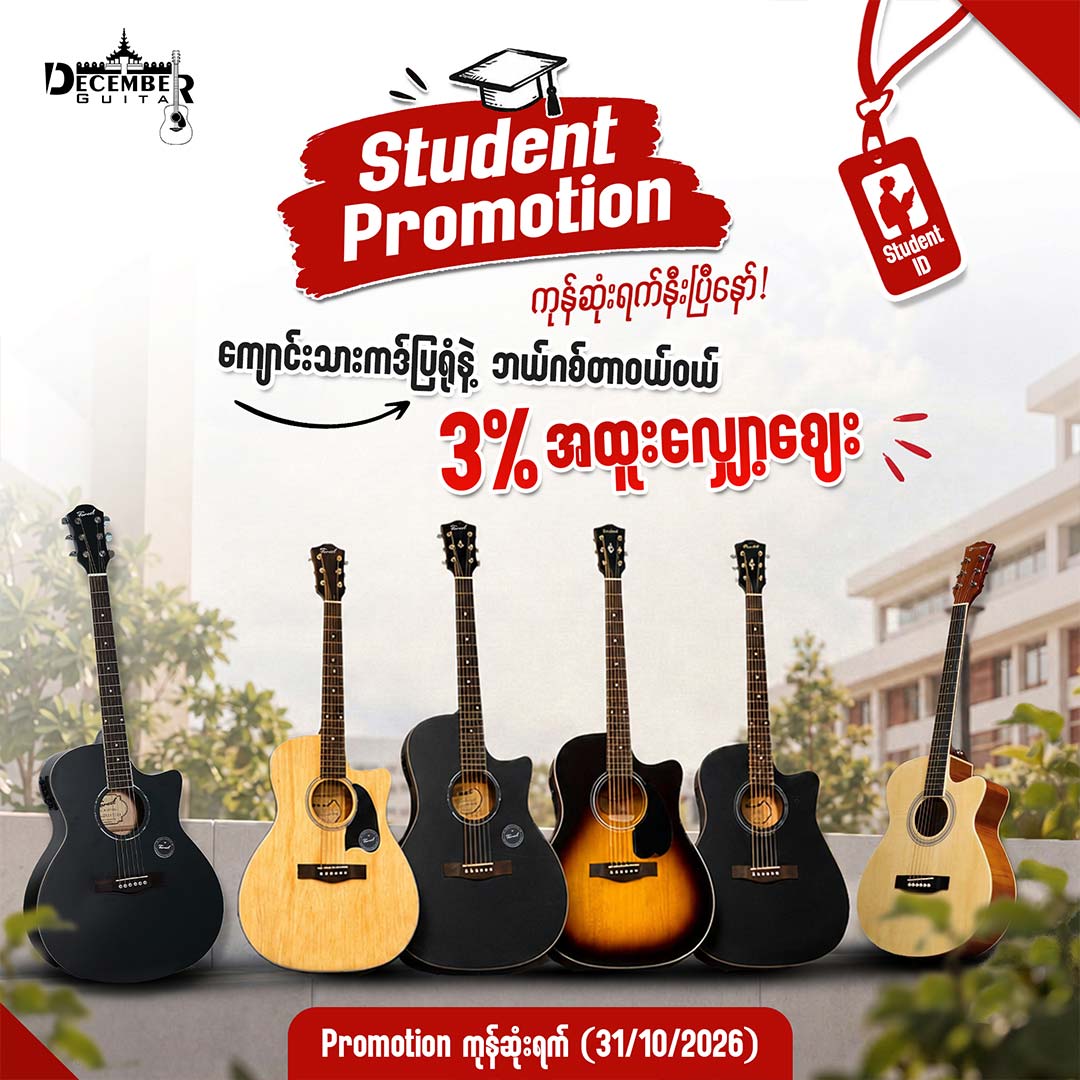 DECEMBER
GUITAR
Student
Promotion
Student
ID
ကုန်ဆုံးရက်နီးပြီနော်!
ကျောင်းသားကဒ်ပြရုံနဲ့ ဘယ်ဂစ်တာဝယ်ဝယ်
3% အထူးလျှော့ဈေး
Promotion ကုန်ဆုံးရက် (31/10/2026)